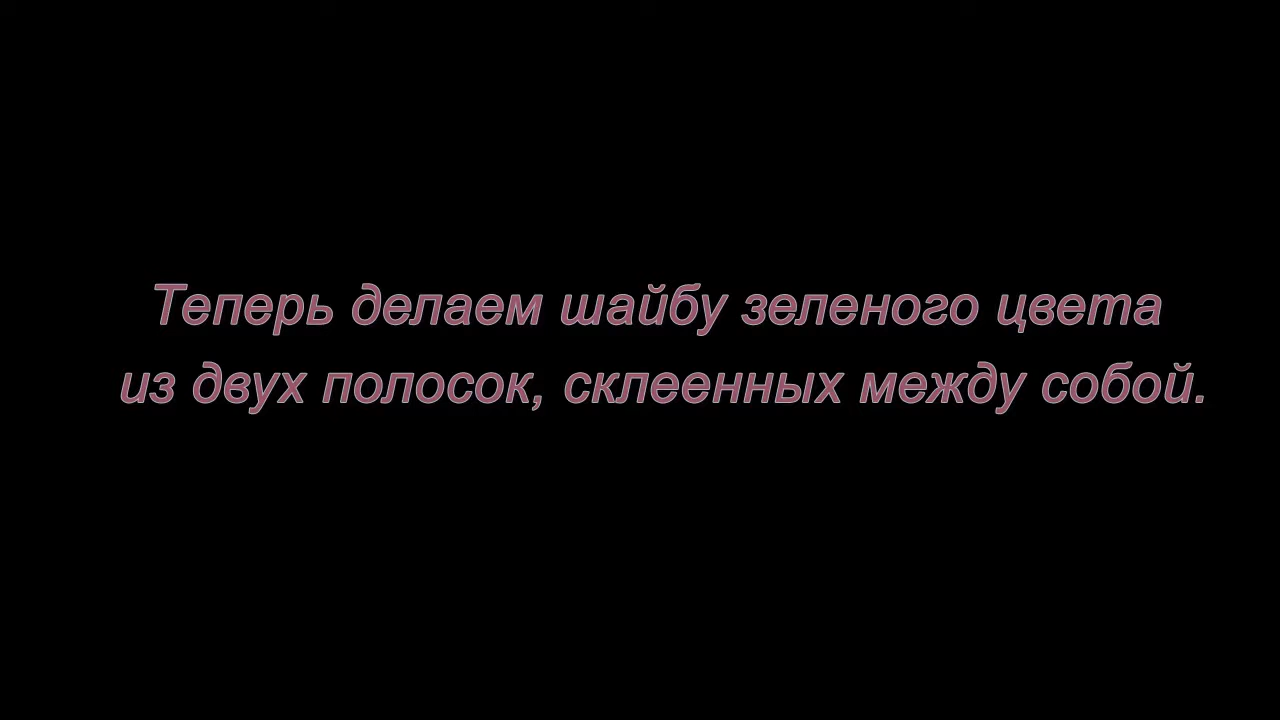 Теперь делаем шайбу зеленого цвета
из двух полосок, склеенных между собой.